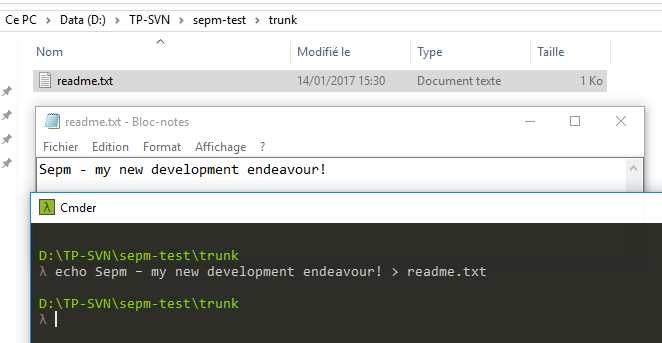 Ce PC > Data (D:) > TP-SVN > sepm-test > trunk
Nom Modifié le Type Taille
readme.txt 14/01/2017 15:30 Document texte 1 Ko
readme.txt - Bloc-notes
Fichier Edition Format Affichage ?
Sepm - my new development endeavour!
λ Cmder
D:\TP-SVN\sepm-test\trunk
λ echo Sepm - my new development endeavour! > readme.txt
D:\TP-SVN\sepm-test\trunk
λ